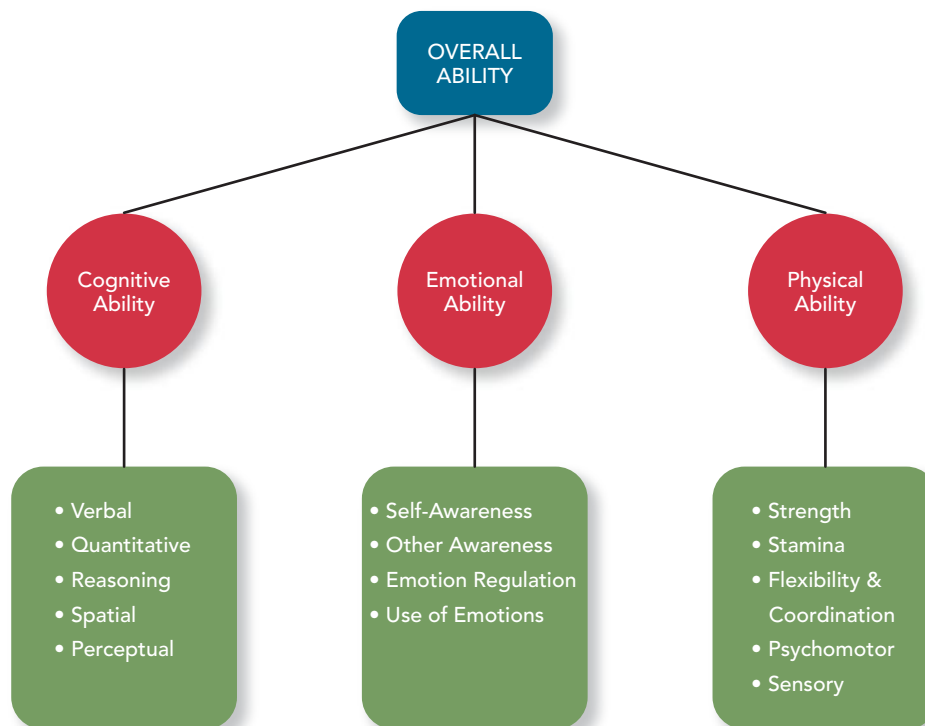 OVERALL
ABILITY
Cognitive
Ability
Emotional
Ability
Physical
Ability
• Verbal
• Quantitative
• Reasoning
• Spatial
• Perceptual
• Self-Awareness
• Other Awareness
• Emotion Regulation
• Use of Emotions
• Strength
• Stamina
• Flexibility &
Coordination
• Psychomotor
• Sensory